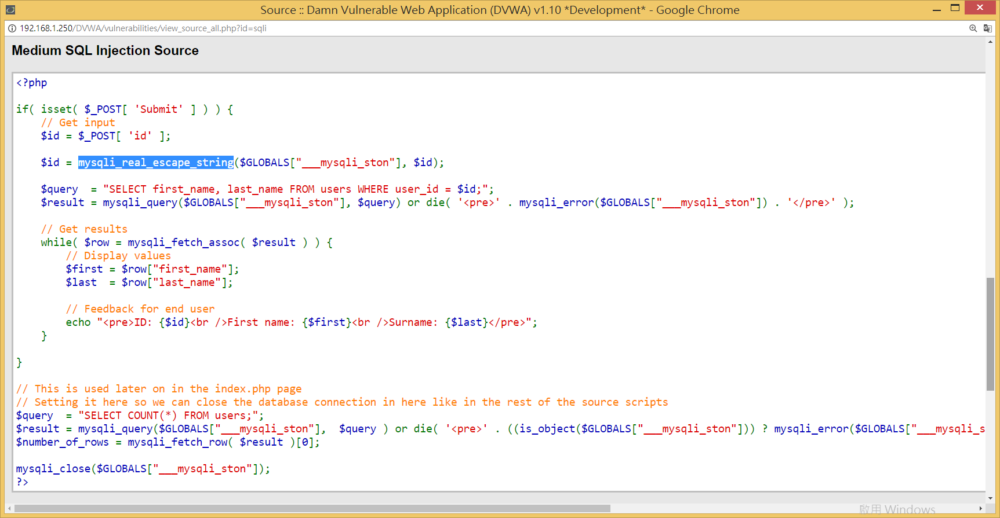 Source :: Damn Vulnerable Web Application (DVWA) v1.10 *Development* - Google Chrome
192.168.1.250/DVWA/vulnerabilities/view_source_all.php?id=sqli
Medium SQL Injection Source
<?php
if( isset( $_POST[ 'Submit' ] ) ) {
    // Get input
    $id = $_POST[ 'id' ];
    $id = mysqli_real_escape_string($GLOBALS["___mysqli_ston"], $id);
    $query  = "SELECT first_name, last_name FROM users WHERE user_id = $id;";
    $result = mysqli_query($GLOBALS["___mysqli_ston"], $query) or die( '<pre>' . mysqli_error($GLOBALS["___mysqli_ston"]) . '</pre>' );
    // Get results
    while( $row = mysqli_fetch_assoc( $result ) ) {
        // Display values
        $first = $row["first_name"];
        $last  = $row["last_name"];
        // Feedback for end user
        echo "<pre>ID: {$id}<br />First name: {$first}<br />Surname: {$last}</pre>";
    }
}
// This is used later on in the index.php page
// Setting it here so we can close the database connection in here like in the rest of the source scripts
$query  = "SELECT COUNT(*) FROM users;";
$result = mysqli_query($GLOBALS["___mysqli_ston"],  $query ) or die( '<pre>' . ((is_object($GLOBALS["___mysqli_ston"])) ? mysqli_error($GLOBALS["___mysqli_s
$number_of_rows = mysqli_fetch_row( $result )[0];
mysqli_close($GLOBALS["___mysqli_ston"]);
?>
啟用 Windows